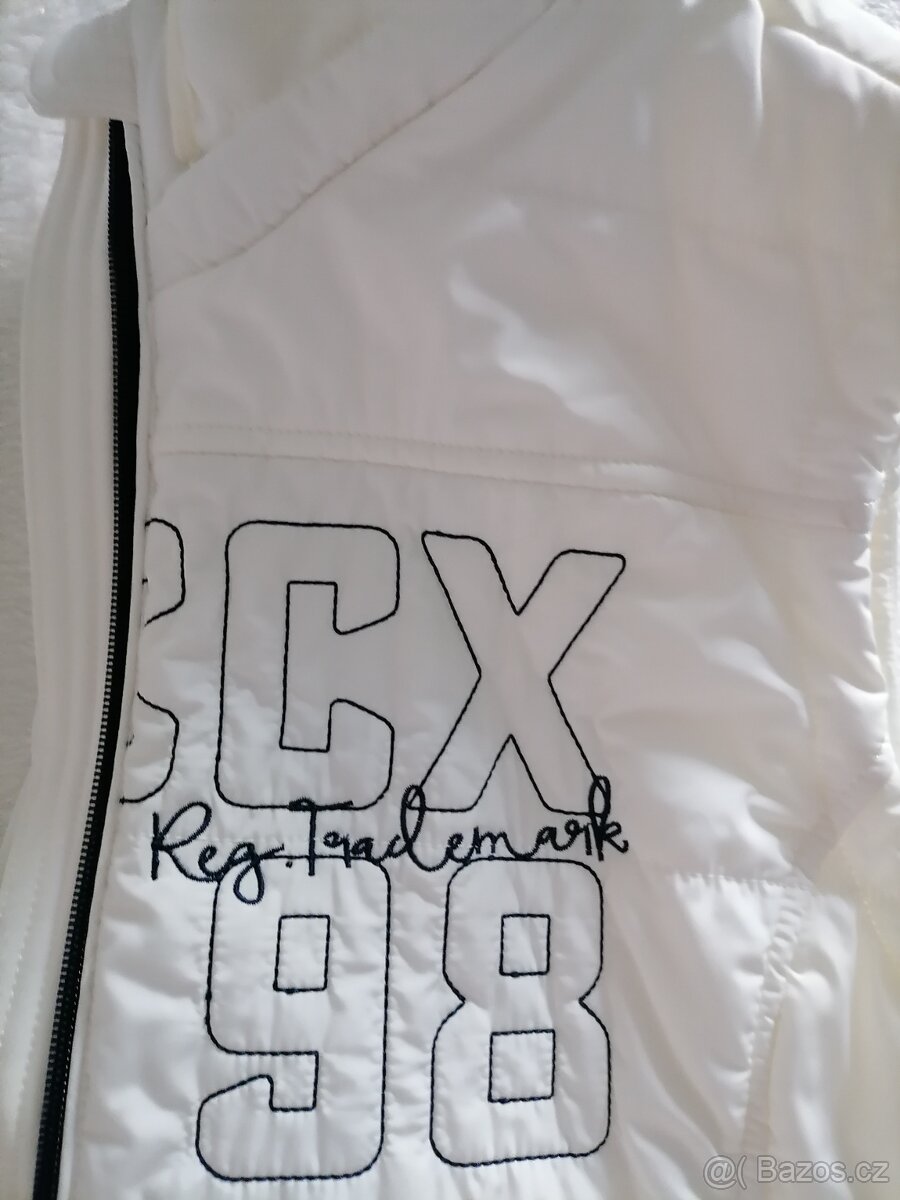 CX
Reg. Trademark
98
@( Bazos.cz